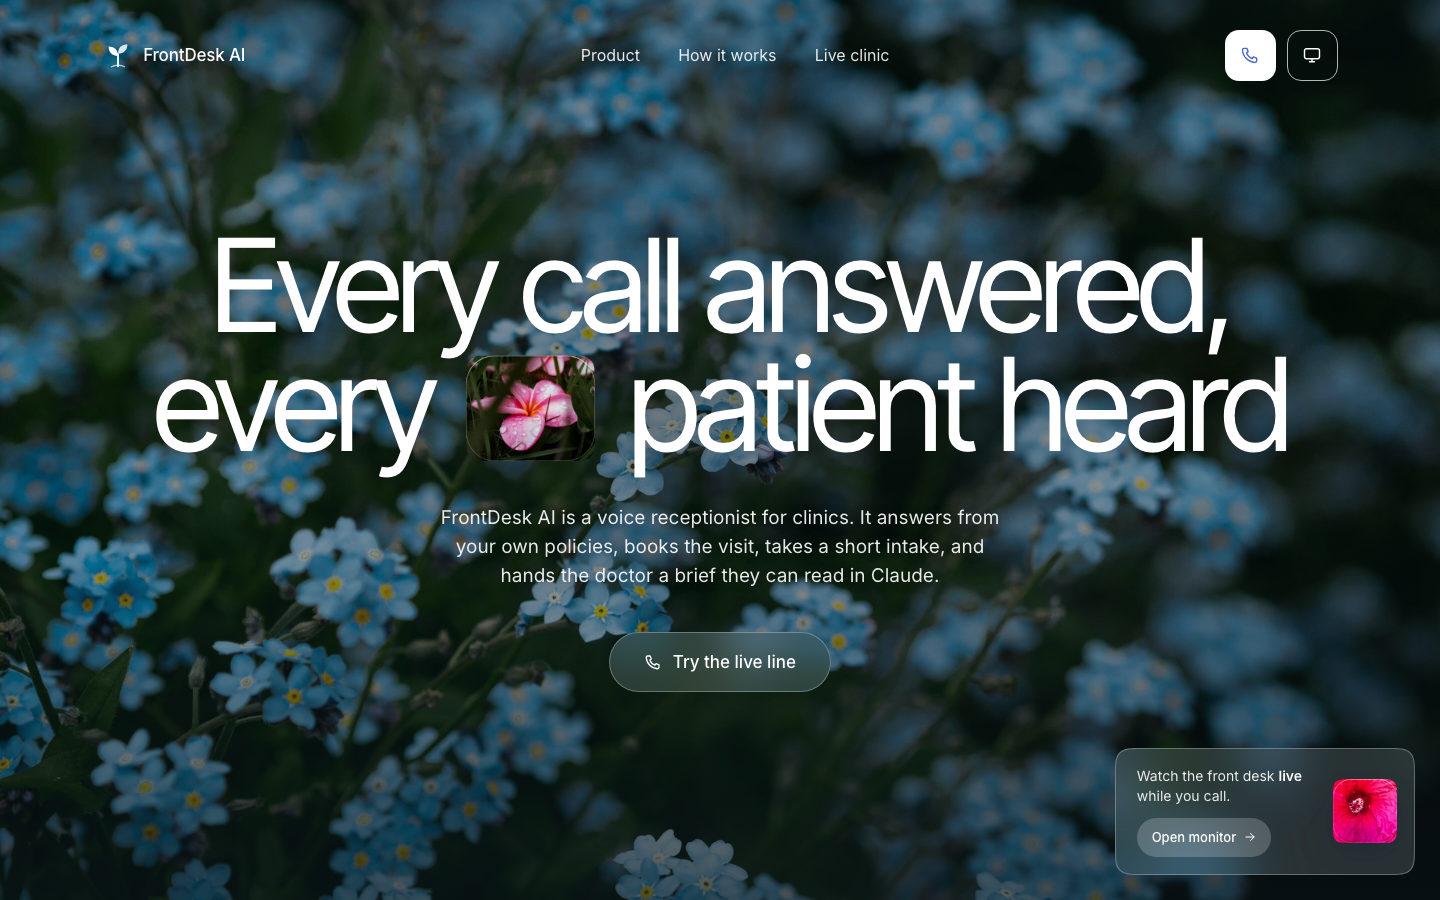 FrontDesk AI
Product
How it works
Live clinic
Every call answered,
every patient heard
FrontDesk AI is a voice receptionist for clinics. It answers from
your own policies, books the visit, takes a short intake, and
hands the doctor a brief they can read in Claude.
Try the live line
Watch the front desk live
while you call.
Open monitor →